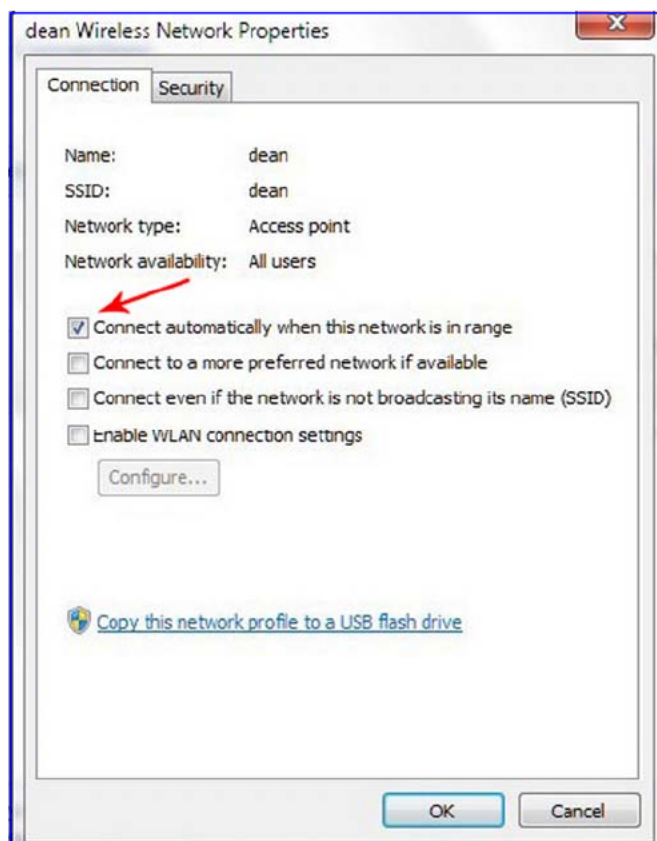 dean Wireless Network Properties
Connection Security
Name: dean
SSID: dean
Network type: Access point
Network availability: All users
Connect automatically when this network is in range
Connect to a more preferred network if available
Connect even if the network is not broadcasting its name (SSID)
Enable WLAN connection settings
Configure...
Copy this network profile to a USB flash drive
OK Cancel